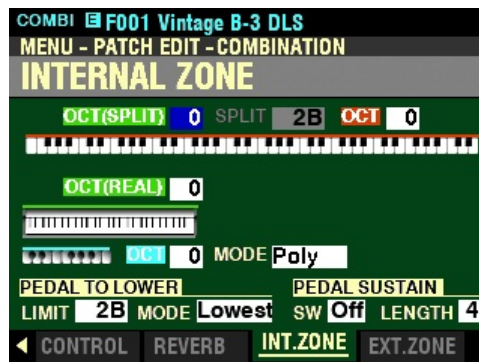 COMBI E F001 Vintage B-3 DLS
MENU - PATCH EDIT - COMBINATION
INTERNAL ZONE
OCT(SPLIT) 0 SPLIT 2B OCT 0
OCT(REAL) 0
OCT 0 MODE Poly
PEDAL TO LOWER PEDAL SUSTAIN
LIMIT 2B MODE Lowest SW Off LENGTH 4
CONTROL REVERB INT.ZONE EXT.ZONE